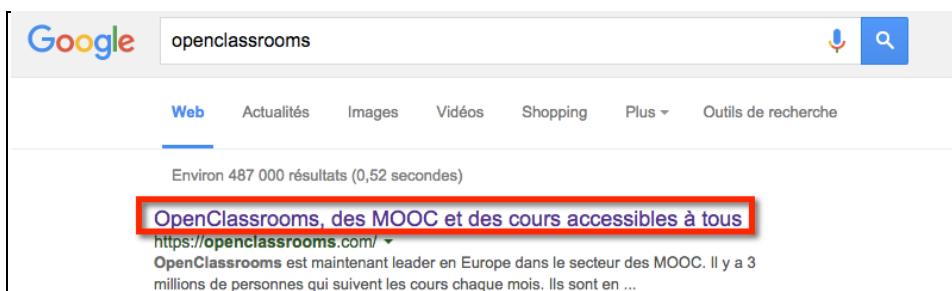 Google openclassrooms
Web Actualités Images Vidéos Shopping Plus Outils de recherche
Environ 487 000 résultats (0,52 secondes)
OpenClassrooms, des MOOC et des cours accessibles à tous
https://openclassrooms.com/
OpenClassrooms est maintenant leader en Europe dans le secteur des MOOC. Il y a 3
millions de personnes qui suivent les cours chaque mois. Ils sont en ...